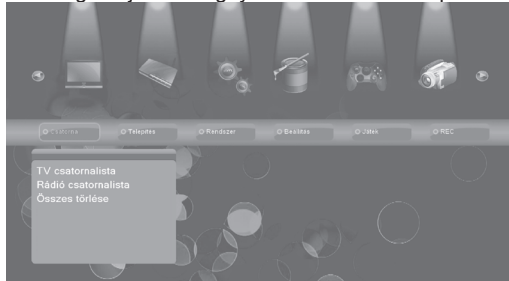 Csatorna Telepítés Rendszer Beállítás Játék REC
TV csatornalista
Rádió csatornalista
Összes törlése